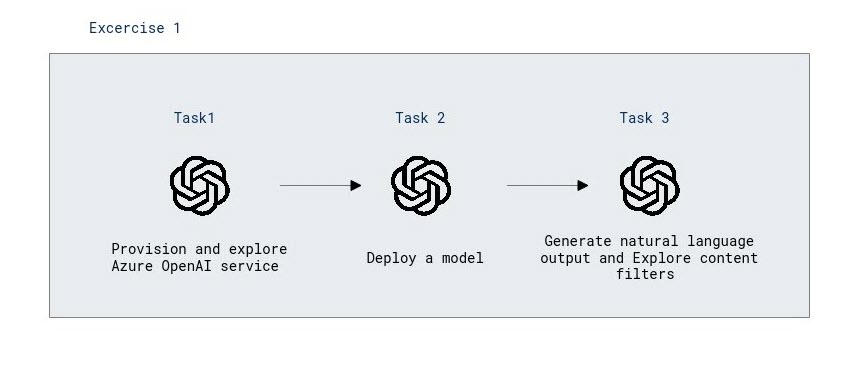 Excercise 1
Task1
Task 2
Task 3
Provision and explore
Azure OpenAI service
Deploy a model
Generate natural language
output and Explore content
filters